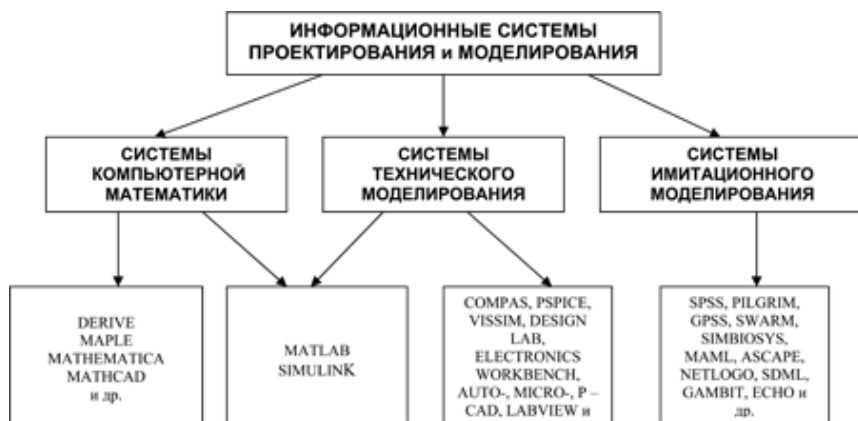 ИНФОРМАЦИОННЫЕ СИСТЕМЫ
ПРОЕКТИРОВАНИЯ и МОДЕЛИРОВАНИЯ
СИСТЕМЫ
КОМПЬЮТЕРНОЙ
МАТЕМАТИКИ
СИСТЕМЫ
ТЕХНИЧЕСКОГО
МОДЕЛИРОВАНИЯ
СИСТЕМЫ
ИМИТАЦИОННОГО
МОДЕЛИРОВАНИЯ
DERIVE
MAPLE
MATHEMATICA
MATHCAD
и др.
MATLAB
SIMULINK
COMPAS, PSPICE,
VISSIM, DESIGN
LAB,
ELECTRONICS
WORKBENCH,
AUTO-, MICRO-, P –
CAD, LABVIEW и
SPSS, PILGRIM,
GPSS, SWARM,
SIMBIOSYS,
MAML, ASCAPE,
NETLOGO, SDML,
GAMBIT, ECHO и
др.